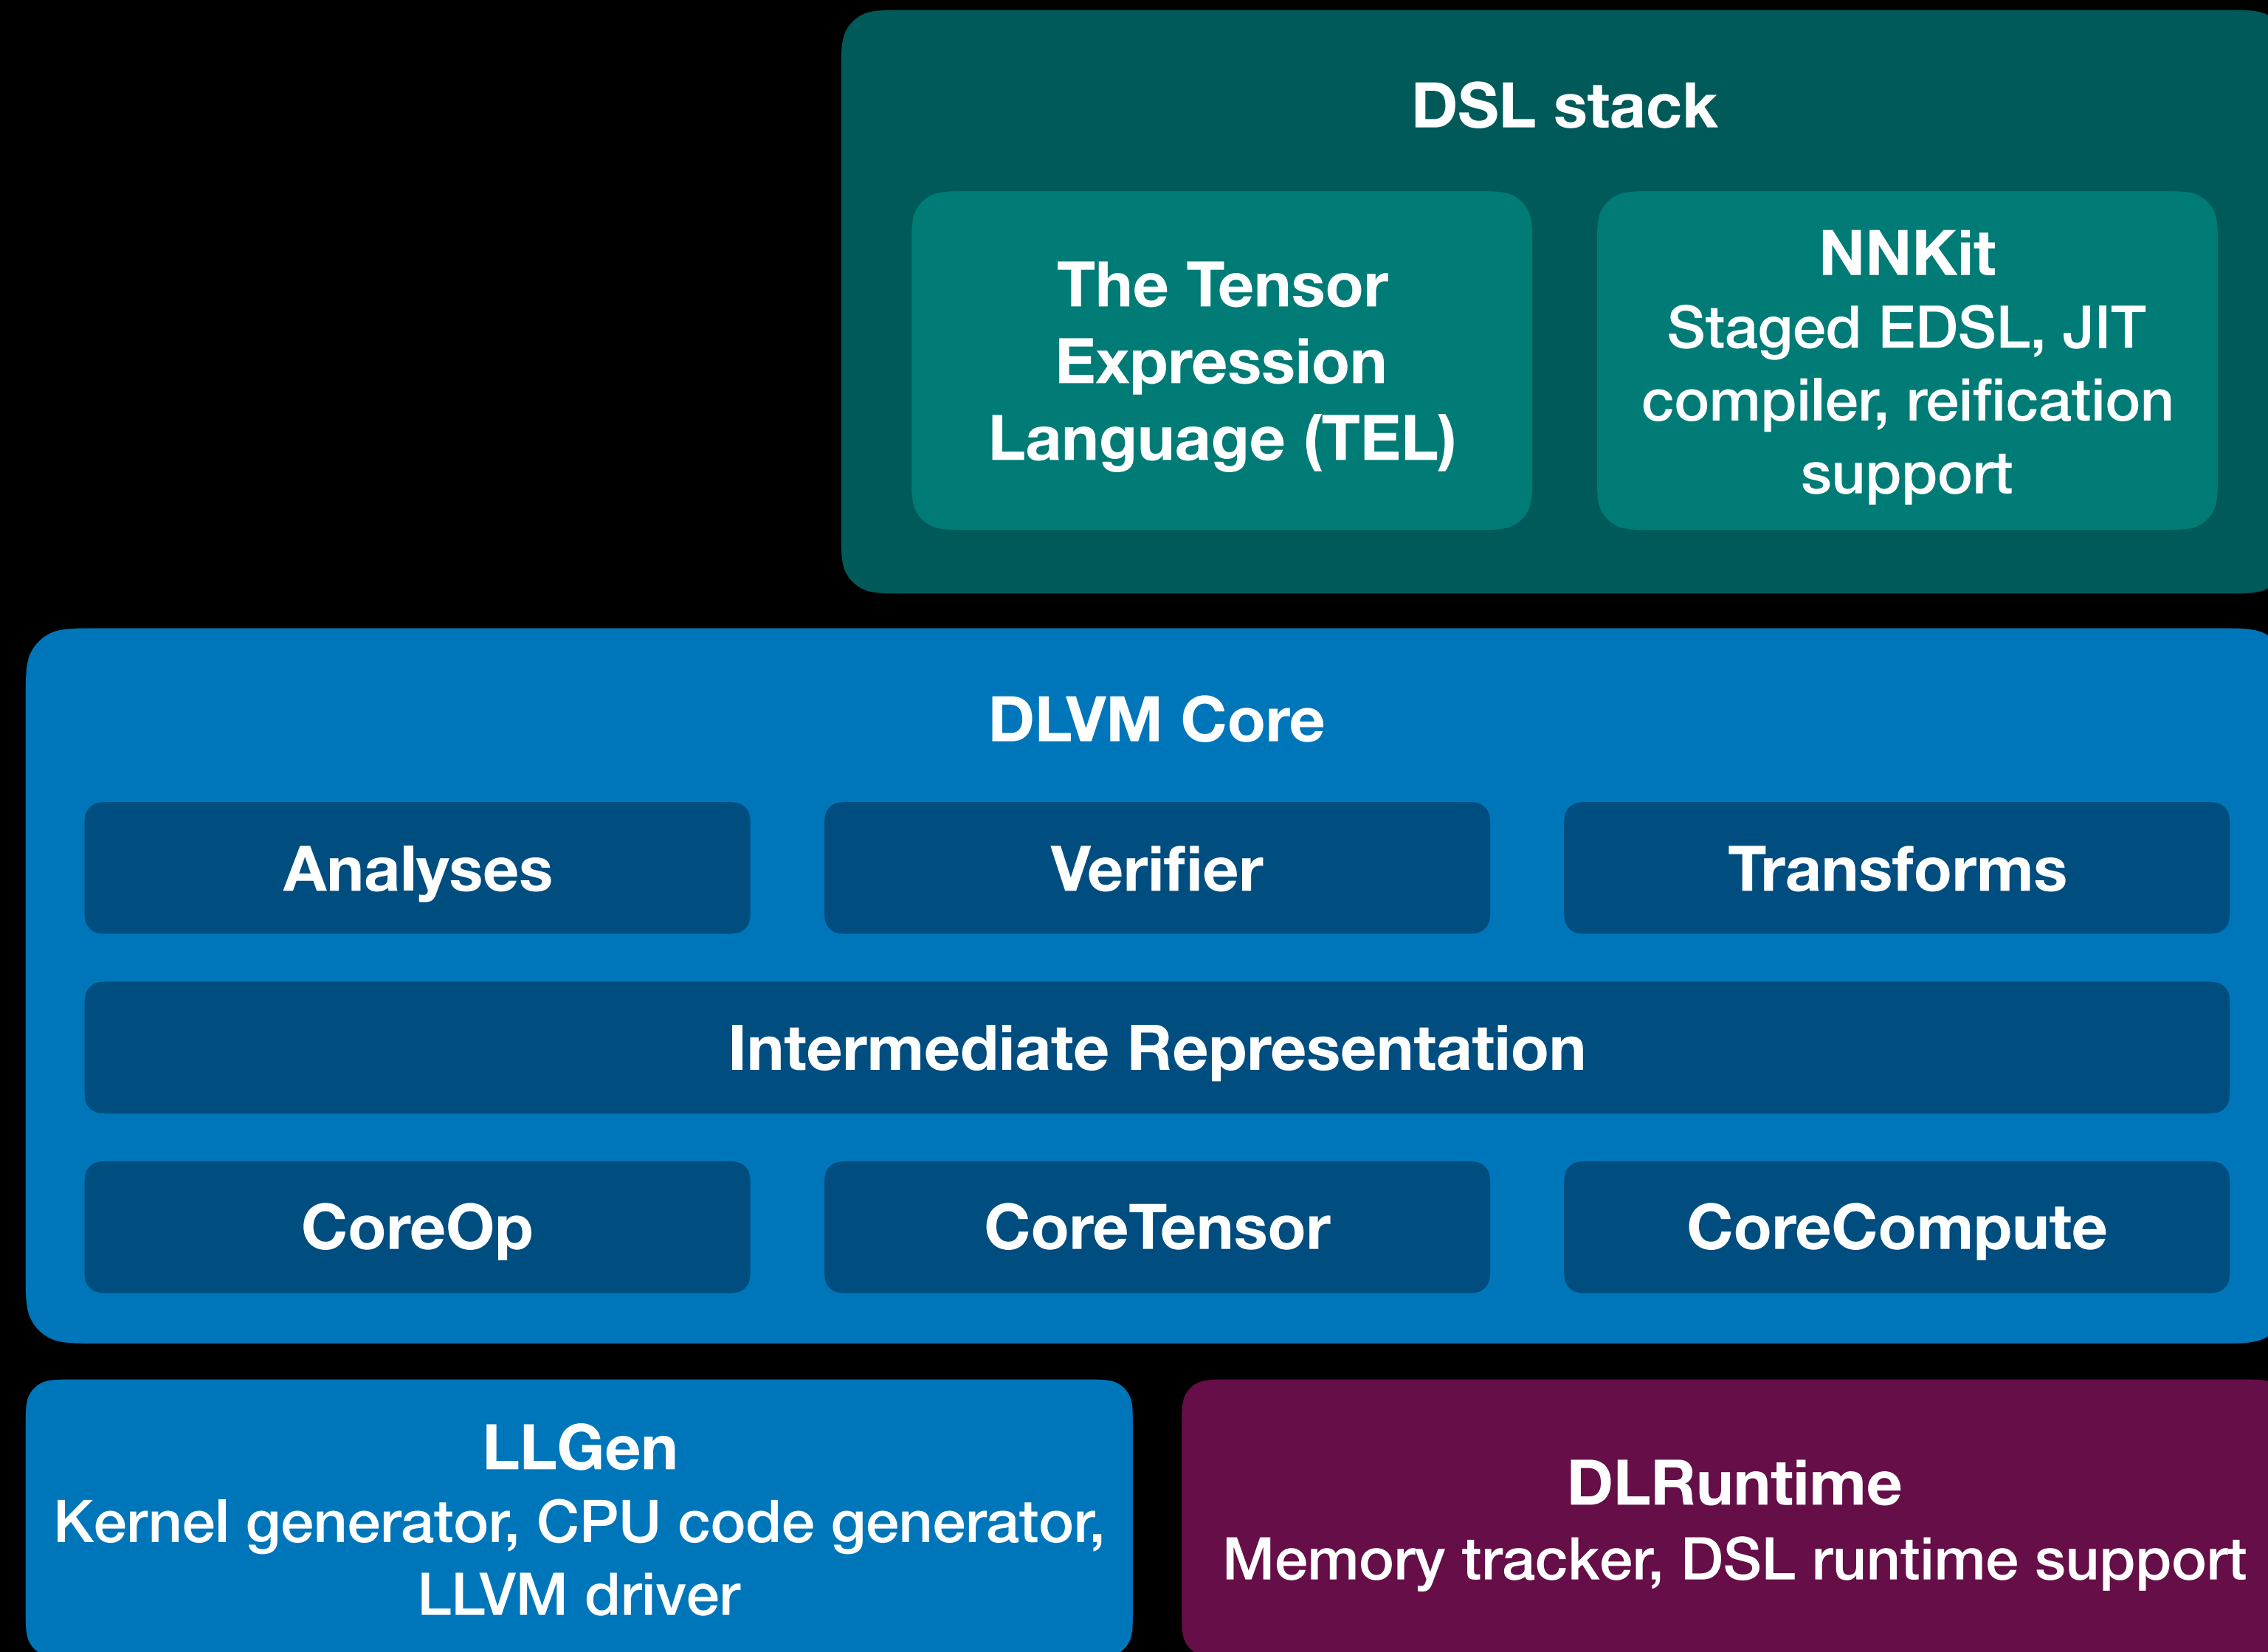 DSL stack
The Tensor
Expression
Language (TEL)
NNKit
Staged EDSL, JIT
compiler, reification
support
DLVM Core
Analyses
Verifier
Transforms
Intermediate Representation
CoreOp
CoreTensor
CoreCompute
LLGen
Kernel generator, CPU code generator,
LLVM driver
DLRuntime
Memory tracker, DSL runtime support